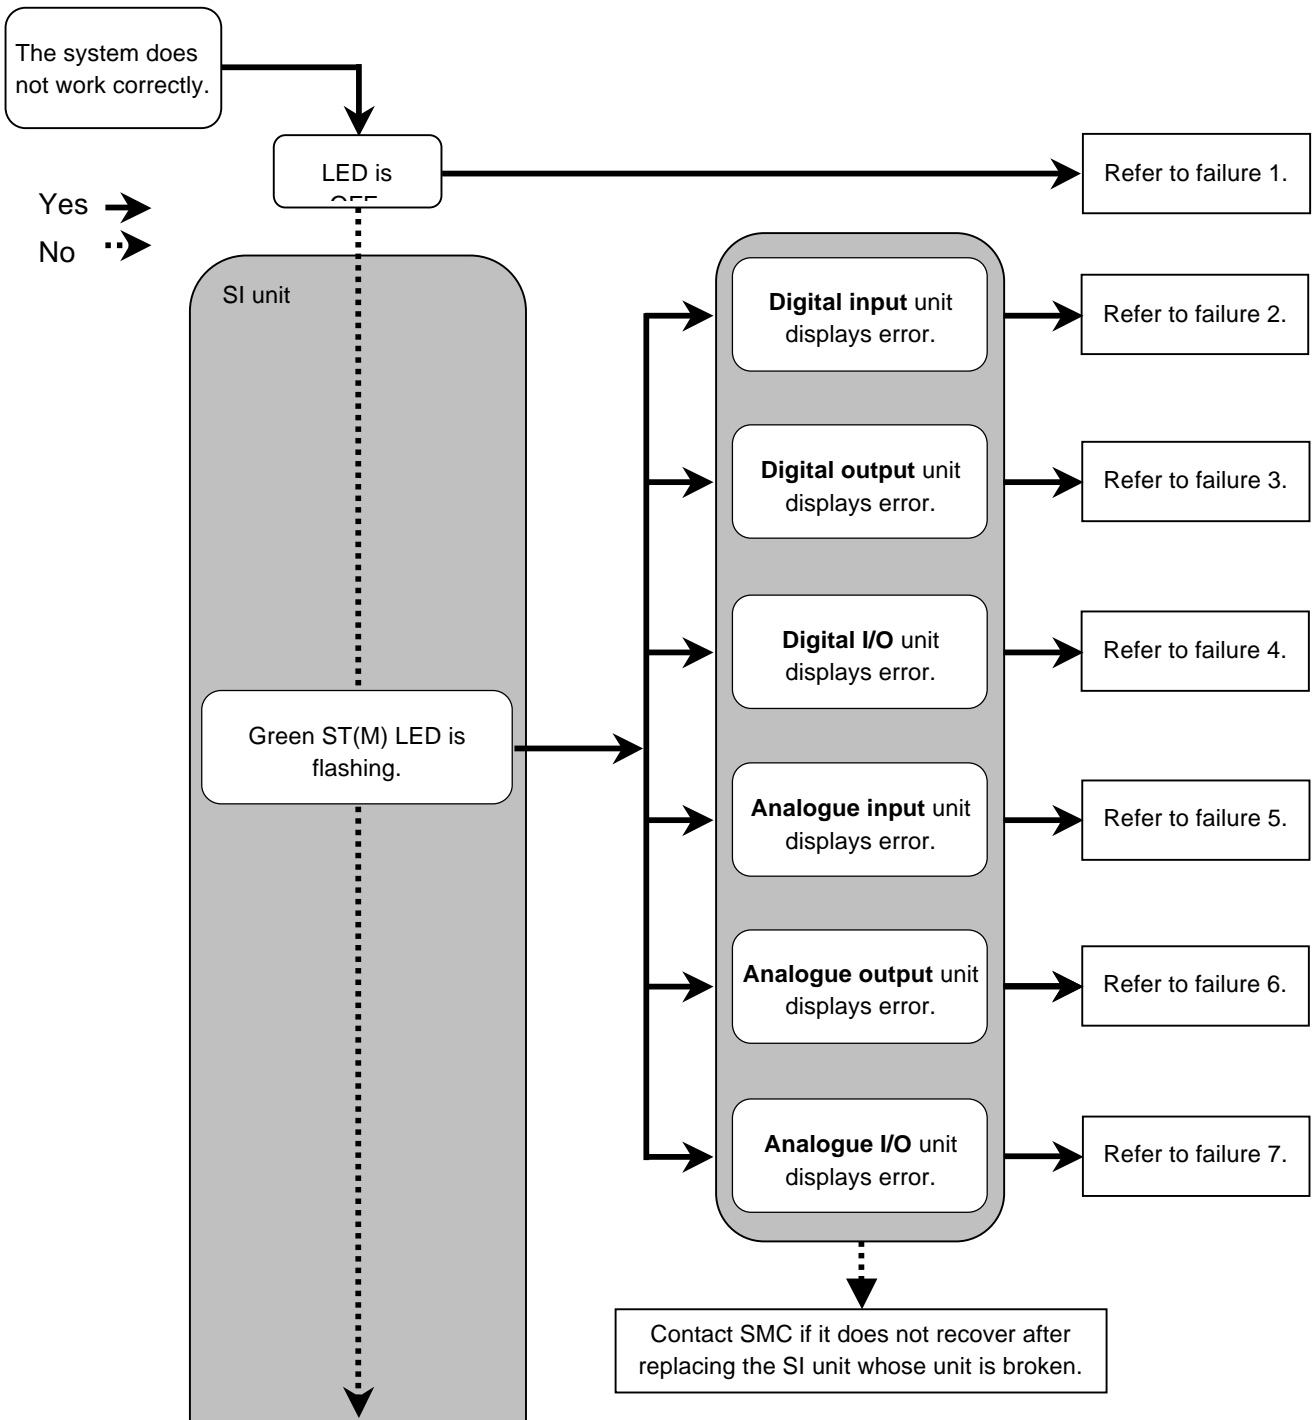 The system does
not work correctly.
LED is
Refer to failure 1.
Yes
No
SI unit
Digital input unit
displays error.
Refer to failure 2.
Digital output unit
displays error.
Refer to failure 3.
Digital I/O unit
displays error.
Refer to failure 4.
Green ST(M) LED is
flashing.
Analogue input unit
displays error.
Refer to failure 5.
Analogue output unit
displays error.
Refer to failure 6.
Analogue I/O unit
displays error.
Refer to failure 7.
Contact SMC if it does not recover after
replacing the SI unit whose unit is broken.